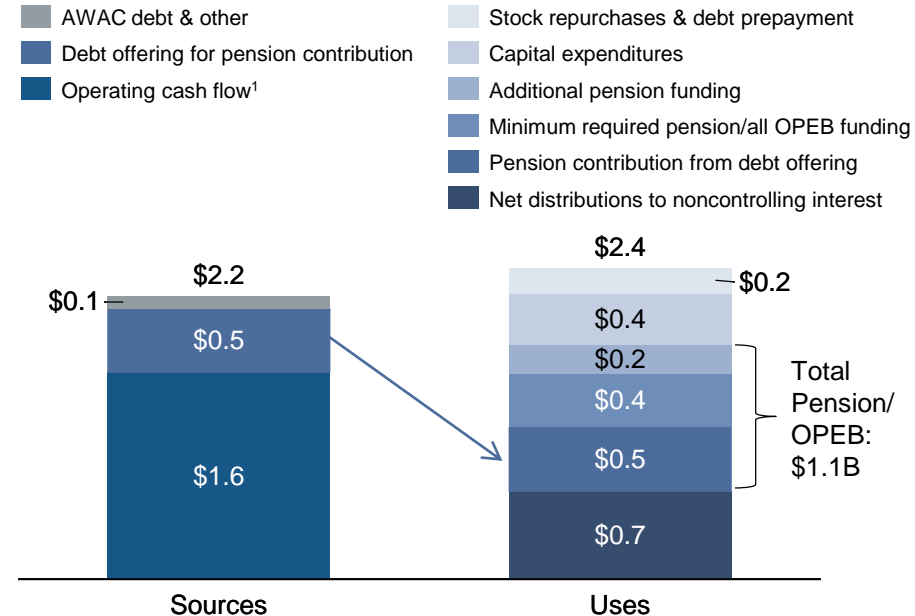 AWAC debt & other
Debt offering for pension contribution
Operating cash flow¹
Stock repurchases & debt prepayment
Capital expenditures
Additional pension funding
Minimum required pension/all OPEB funding
Pension contribution from debt offering
Net distributions to noncontrolling interest
$2.2
$0.1
$0.5
$1.6
Sources
$2.4
$0.2
$0.4
$0.2
$0.4
$0.5
$0.7
Uses
Total
Pension/
OPEB:
$1.1B